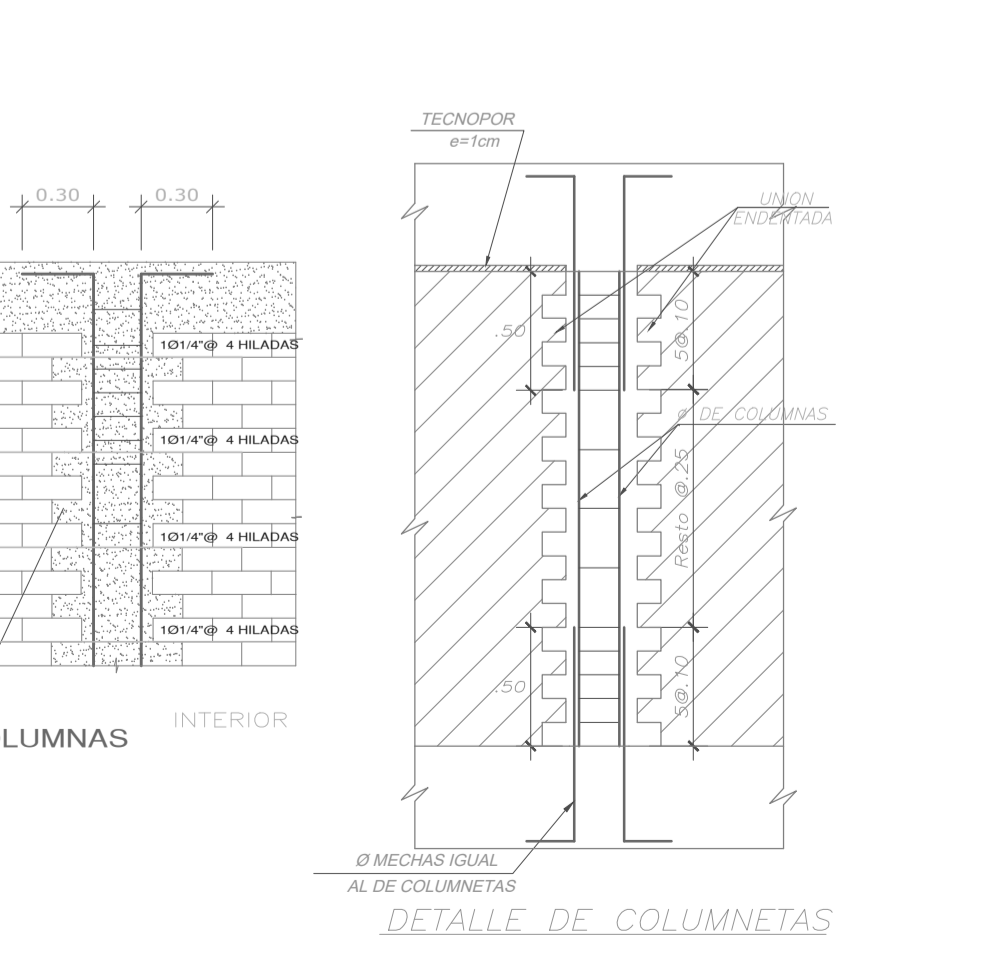 0.30
0.30
1Ø1/4"@ 4 HILADAS
1Ø1/4"@ 4 HILADAS
1Ø1/4"@ 4 HILADAS
1Ø1/4"@ 4 HILADAS
INTERIOR
LUMNAS
TECNOPOR
e=1cm
UNION
ENDENTADA
.50
5@.10
Ø DE COLUMNAS
Resto @.25
.50
5@.10
Ø MECHAS IGUAL
AL DE COLUMNETAS
DETALLE DE COLUMNETAS